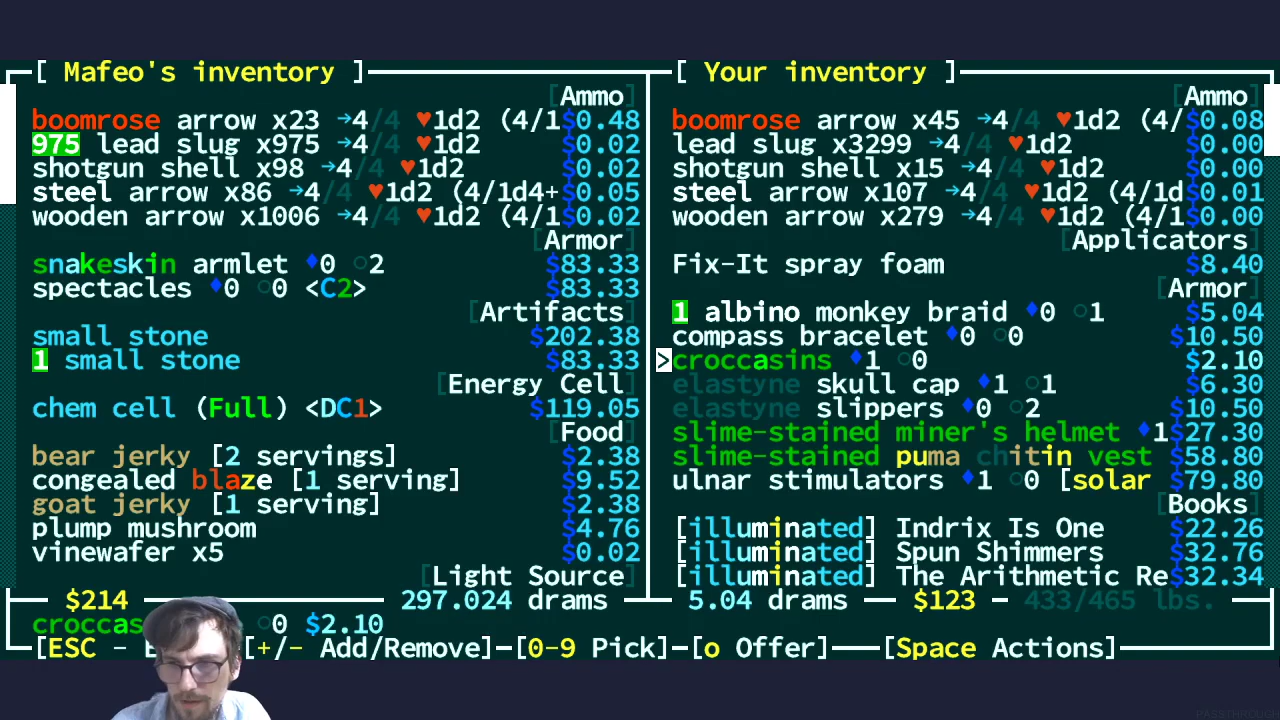 [ Mafeo's inventory ]
[Ammo]
boomrose arrow x23 →4/4 ♥1d2 (4/1$0.48
975 lead slug x975 →4/4 ♥1d2 $0.02
shotgun shell x98 →4/4 ♥1d2 $0.02
steel arrow x86 →4/4 ♥1d2 (4/1d4+$0.05
wooden arrow x1006 →4/4 ♥1d2 (4/1$0.02
[Armor]
snakeskin armlet ♦0 ○2 $83.33
spectacles ♦0 ○0 <C2> $83.33
[Artifacts]
small stone $202.38
1 small stone $83.33
[Energy Cell]
chem cell (Full) <DC1> $119.05
[Food]
bear jerky [2 servings] $2.38
congealed blaze [1 serving] $9.52
goat jerky [1 serving] $2.38
plump mushroom $4.76
vinewafer x5 $0.02
[Light Source]
$214 297.024 drams
[ Your inventory ]
[Ammo]
boomrose arrow x45 →4/4 ♥1d2 (4/$0.08
lead slug x3299 →4/4 ♥1d2 $0.00
shotgun shell x15 →4/4 ♥1d2 $0.00
steel arrow x107 →4/4 ♥1d2 (4/1d$0.01
wooden arrow x279 →4/4 ♥1d2 (4/1$0.00
[Applicators]
Fix-It spray foam $8.40
[Armor]
1 albino monkey braid ♦0 ○1 $5.04
compass bracelet ♦0 ○0 $10.50
>croccasins ♦1 ○0 $2.10
elastyne skull cap ♦1 ○1 $6.30
elastyne slippers ♦0 ○2 $10.50
slime-stained miner's helmet ♦1$27.30
slime-stained puma chitin vest $58.80
ulnar stimulators ♦1 ○0 [solar $79.80
[Books]
[illuminated] Indrix Is One $22.26
[illuminated] Spun Shimmers $32.76
[illuminated] The Arithmetic Re$32.34
5.04 drams $123 433/465 lbs.
croccas ○0 $2.10
[ESC - E [+/- Add/Remove] [0-9 Pick] [o Offer] [Space Actions]